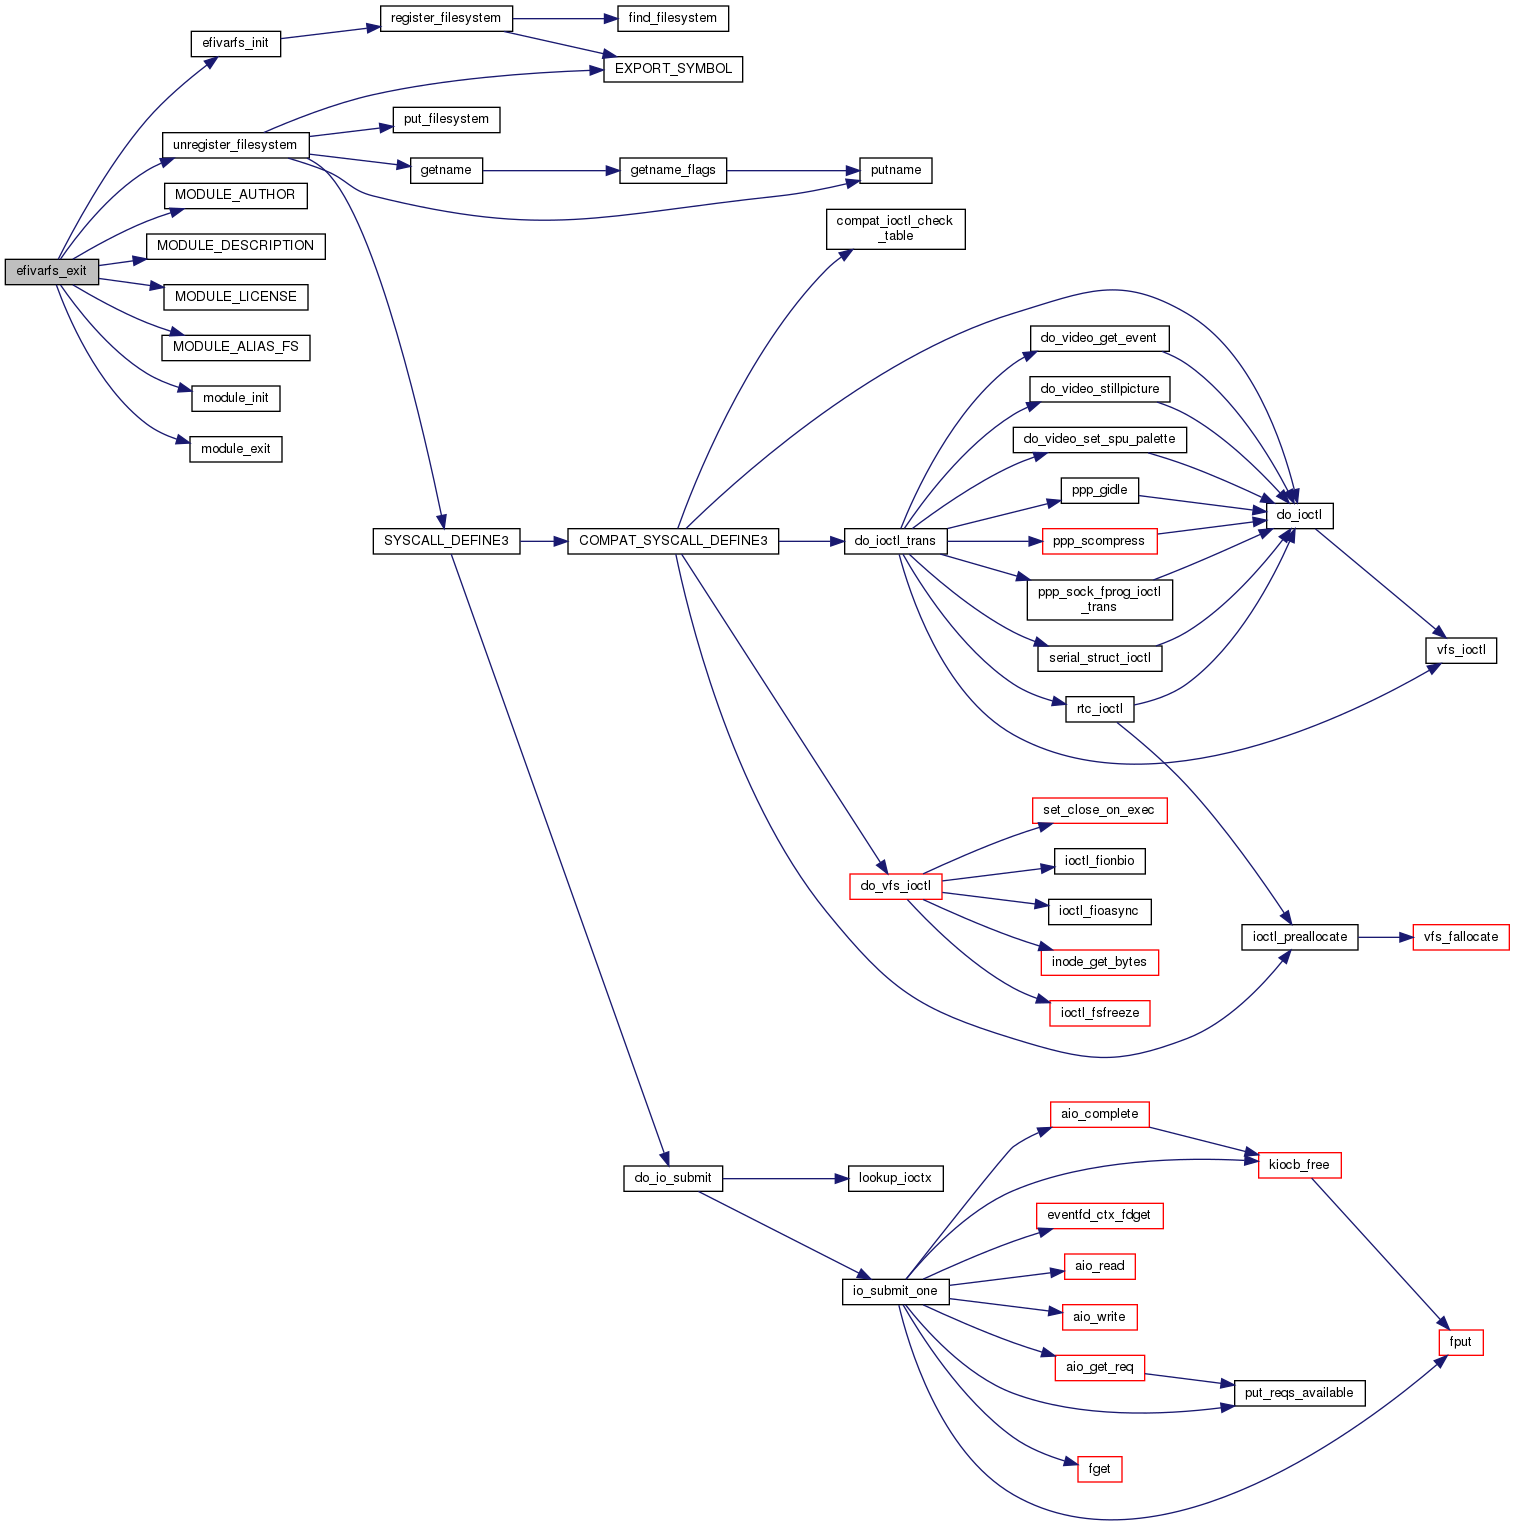 register_filesystem
find_filesystem
efivarfs_init
EXPORT_SYMBOL
put_filesystem
unregister_filesystem
getname
getname_flags
putname
MODULE_AUTHOR
compat_ioctl_check
_table
MODULE_DESCRIPTION
efivarfs_exit
MODULE_LICENSE
MODULE_ALIAS_FS
do_video_get_event
do_video_stillpicture
module_init
do_video_set_spu_palette
module_exit
ppp_gidle
do_ioctl
SYSCALL_DEFINE3
COMPAT_SYSCALL_DEFINE3
do_ioctl_trans
ppp_scompress
ppp_sock_fprog_ioctl
_trans
serial_struct_ioctl
vfs_ioctl
rtc_ioctl
set_close_on_exec
ioctl_fionbio
do_vfs_ioctl
ioctl_fioasync
ioctl_preallocate
vfs_fallocate
inode_get_bytes
ioctl_fsfreeze
aio_complete
kiocb_free
do_io_submit
lookup_ioctx
eventfd_ctx_fdget
aio_read
io_submit_one
aio_write
fput
aio_get_req
put_reqs_available
fget